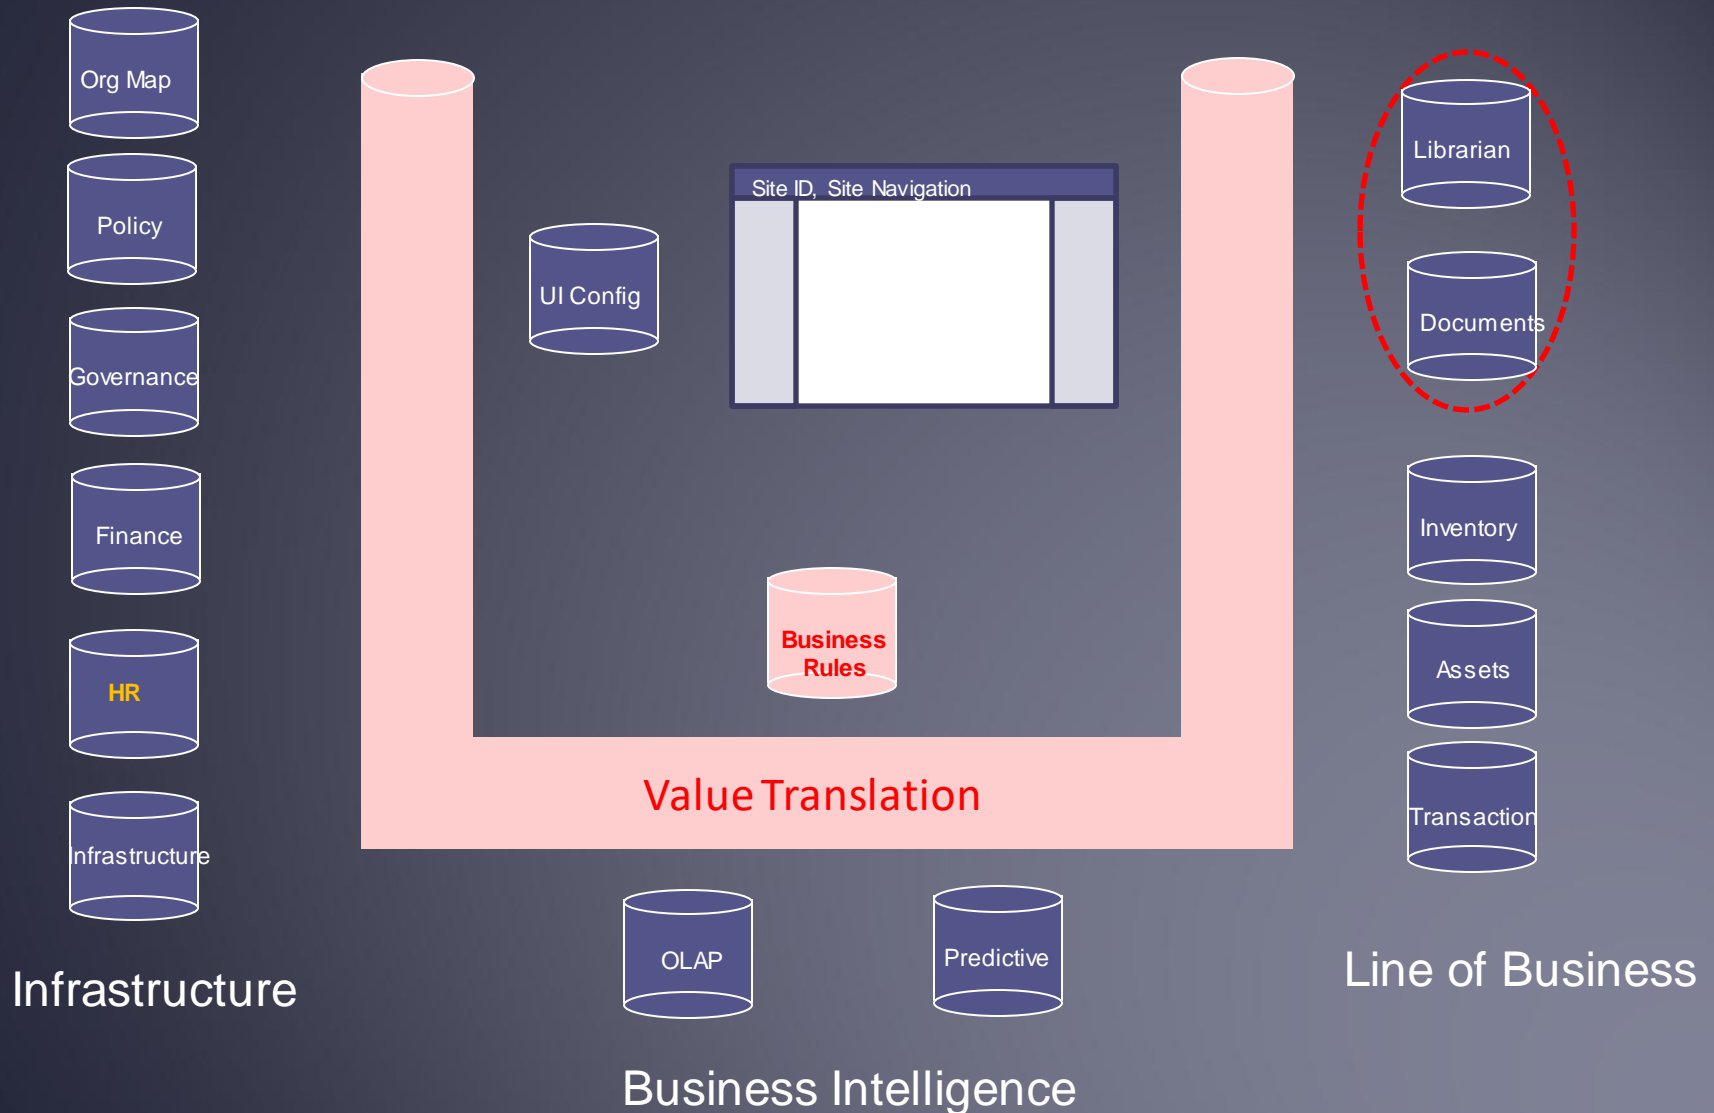 Org Map
Policy
Governance
Finance
HR
Infrastructure
Infrastructure
UI Config
Site ID, Site Navigation
Business
Rules
Value Translation
OLAP
Predictive
Business Intelligence
Librarian
Documents
Inventory
Assets
Transaction
Line of Business